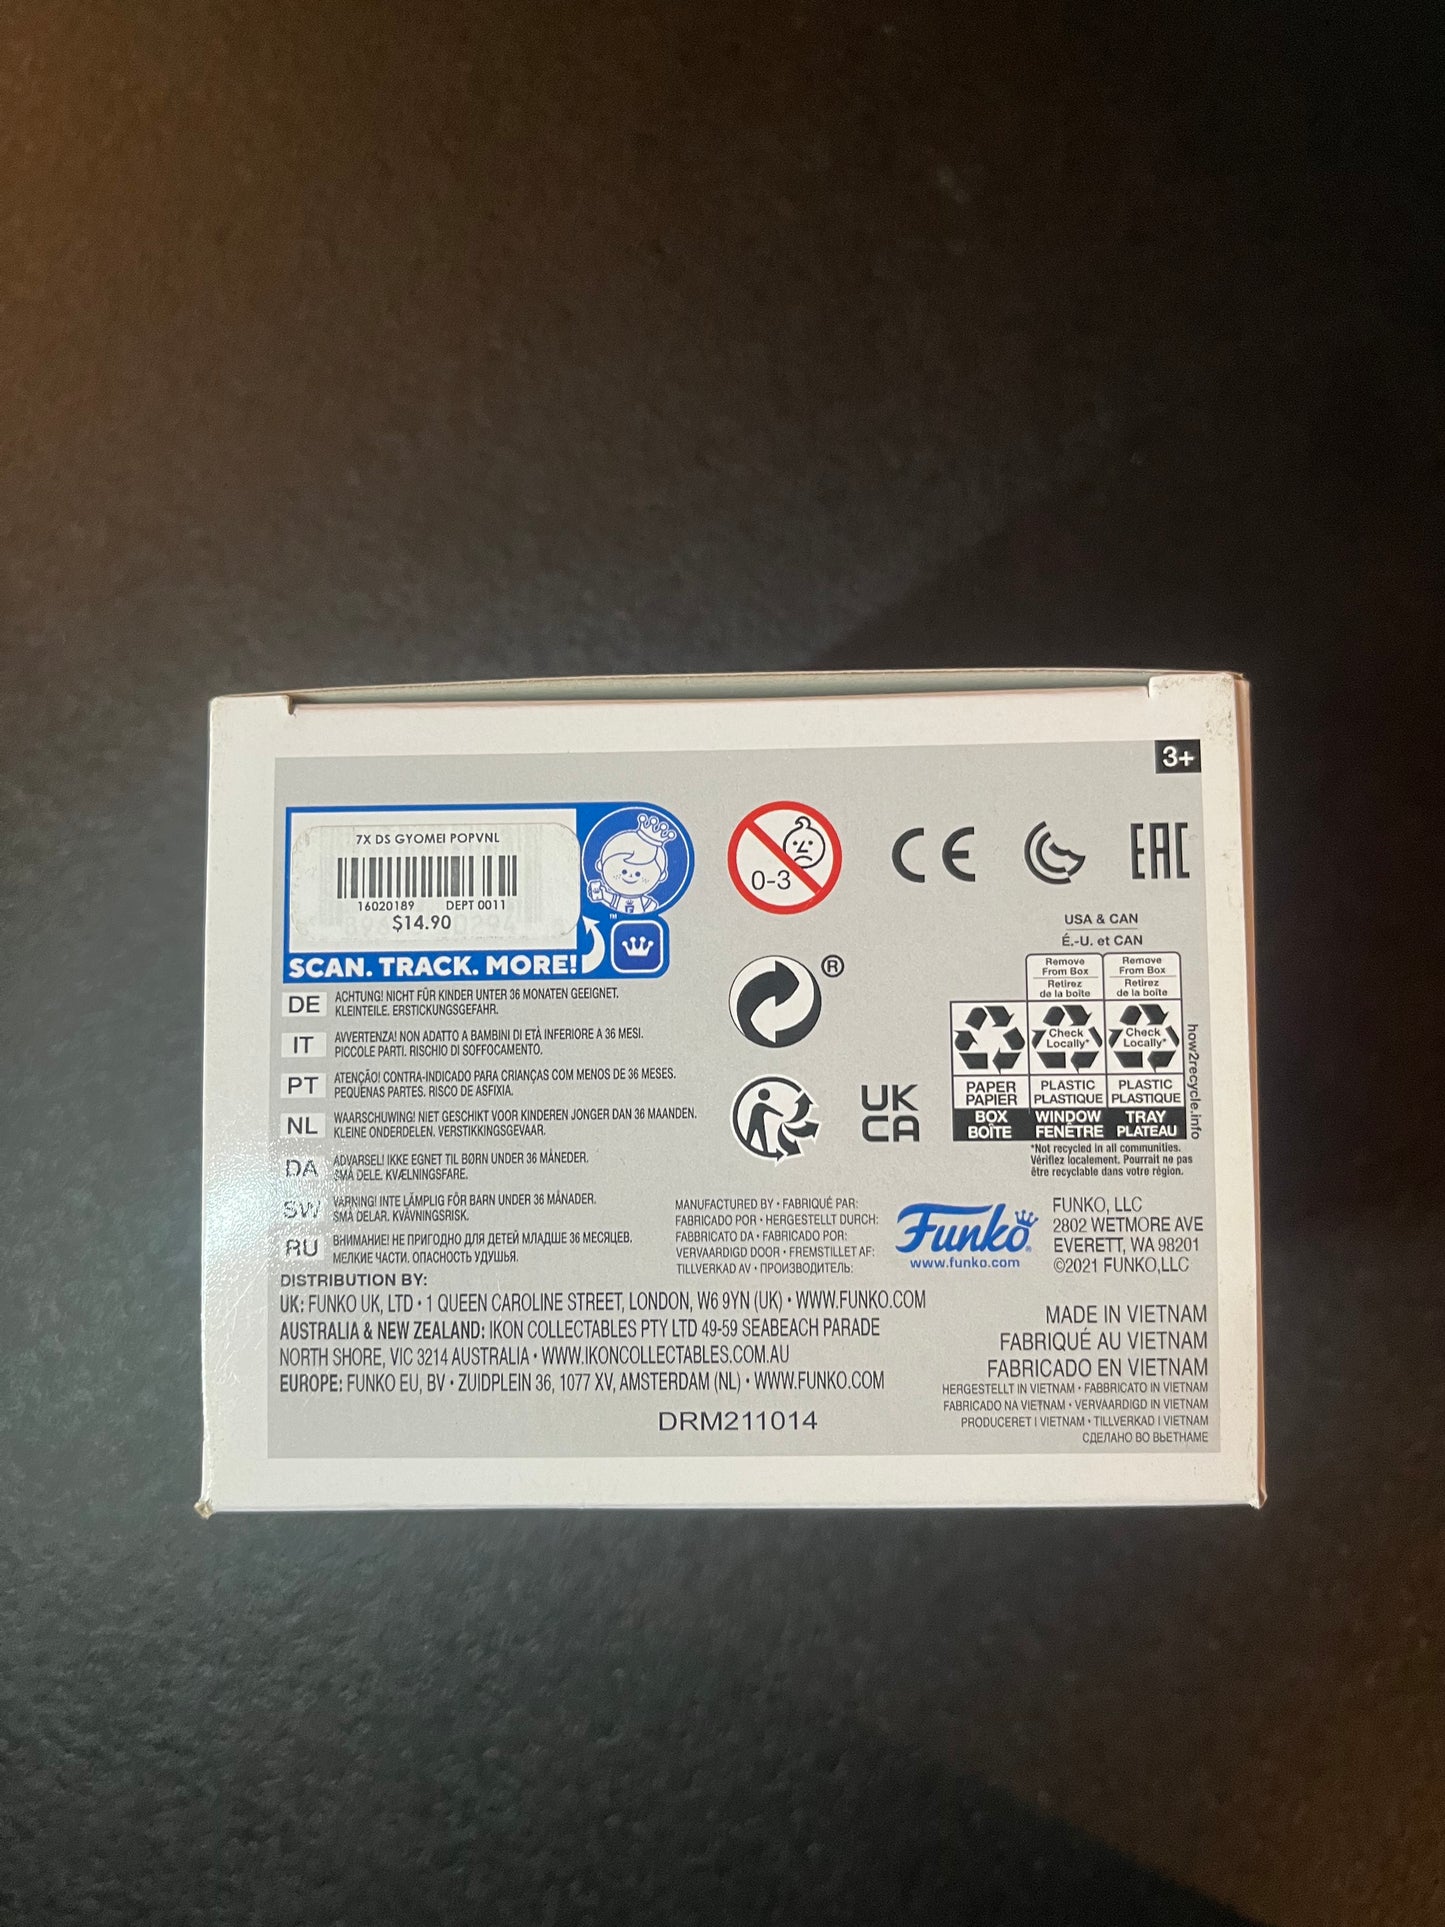 3+
7X DS GYOMEI POPVNL
16020189 DEPT 0011
$14.90
SCAN. TRACK. MORE!
™
0-3
CE
EAC
USA & CAN
É.-U. et CAN
Remove From Box
Retirez de la boîte
Remove From Box
Retirez de la boîte
Check Locally*
Check Locally*
PAPER PAPIER
PLASTIC PLASTIQUE
PLASTIC PLASTIQUE
BOX BOÎTE
WINDOW FENÊTRE
TRAY PLATEAU
how2recycle.info
*Not recycled in all communities.
Vérifiez localement. Pourrait ne pas
être recyclable dans votre région.
®
UK
CA
DE ACHTUNG! NICHT FÜR KINDER UNTER 36 MONATEN GEEIGNET.
KLEINTEILE. ERSTICKUNGSGEFAHR.
IT AVVERTENZA! NON ADATTO A BAMBINI DI ETÀ INFERIORE A 36 MESI.
PICCOLE PARTI. RISCHIO DI SOFFOCAMENTO.
PT ATENÇÃO! CONTRA-INDICADO PARA CRIANÇAS COM MENOS DE 36 MESES.
PEQUENAS PARTES. RISCO DE ASFIXIA.
NL WAARSCHUWING! NIET GESCHIKT VOOR KINDEREN JONGER DAN 36 MAANDEN.
KLEINE ONDERDELEN. VERSTIKKINGSGEVAAR.
DA ADVARSEL! IKKE EGNET TIL BØRN UNDER 36 MÅNEDER.
SMÅ DELE. KVÆLNINGSFARE.
SW VARNING! INTE LÄMPLIG FÖR BARN UNDER 36 MÅNADER.
SMÅ DELAR. KVÄVNINGSRISK.
RU ВНИМАНИЕ! НЕ ПРИГОДНО ДЛЯ ДЕТЕЙ МЛАДШЕ 36 МЕСЯЦЕВ.
МЕЛКИЕ ЧАСТИ. ОПАСНОСТЬ УДУШЬЯ.
MANUFACTURED BY • FABRIQUÉ PAR:
FABRICADO POR • HERGESTELLT DURCH:
FABBRICATO DA • FABRICADO POR:
VERVAARDIGD DOOR • FREMSTILLET AF:
TILLVERKAD AV • ПРОИЗВОДИТЕЛЬ:
Funko
www.funko.com
FUNKO, LLC
2802 WETMORE AVE
EVERETT, WA 98201
©2021 FUNKO,LLC
DISTRIBUTION BY:
UK: FUNKO UK, LTD • 1 QUEEN CAROLINE STREET, LONDON, W6 9YN (UK) • WWW.FUNKO.COM
AUSTRALIA & NEW ZEALAND: IKON COLLECTABLES PTY LTD 49-59 SEABEACH PARADE
NORTH SHORE, VIC 3214 AUSTRALIA • WWW.IKONCOLLECTABLES.COM.AU
EUROPE: FUNKO EU, BV • ZUIDPLEIN 36, 1077 XV, AMSTERDAM (NL) • WWW.FUNKO.COM
DRM211014
MADE IN VIETNAM
FABRIQUÉ AU VIETNAM
FABRICADO EN VIETNAM
HERGESTELLT IN VIETNAM • FABBRICATO IN VIETNAM
FABRICADO NA VIETNAM • VERVAARDIGD IN VIETNAM
PRODUCERET I VIETNAM • TILLVERKAD I VIETNAM
СДЕЛАНО ВО ВЬЕТНАМЕ